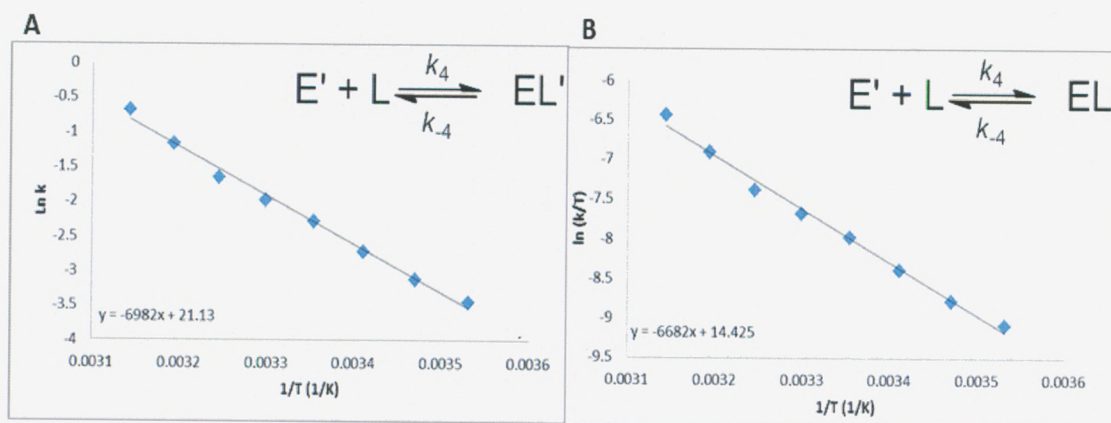 A
0
-0.5
-1
-1.5
-2
-2.5
-3
-3.5
-4
Ln k
E' + L k4 EL'
k-4
y = -6982x + 21.13
0.0031 0.0032 0.0033 0.0034 0.0035 0.0036
1/T (1/K)
B
-6
-6.5
-7
-7.5
-8
-8.5
-9
-9.5
ln (k/T)
E' + L k4 EL
k-4
y = -6682x + 14.425
0.0031 0.0032 0.0033 0.0034 0.0035 0.0036
1/T (1/K)